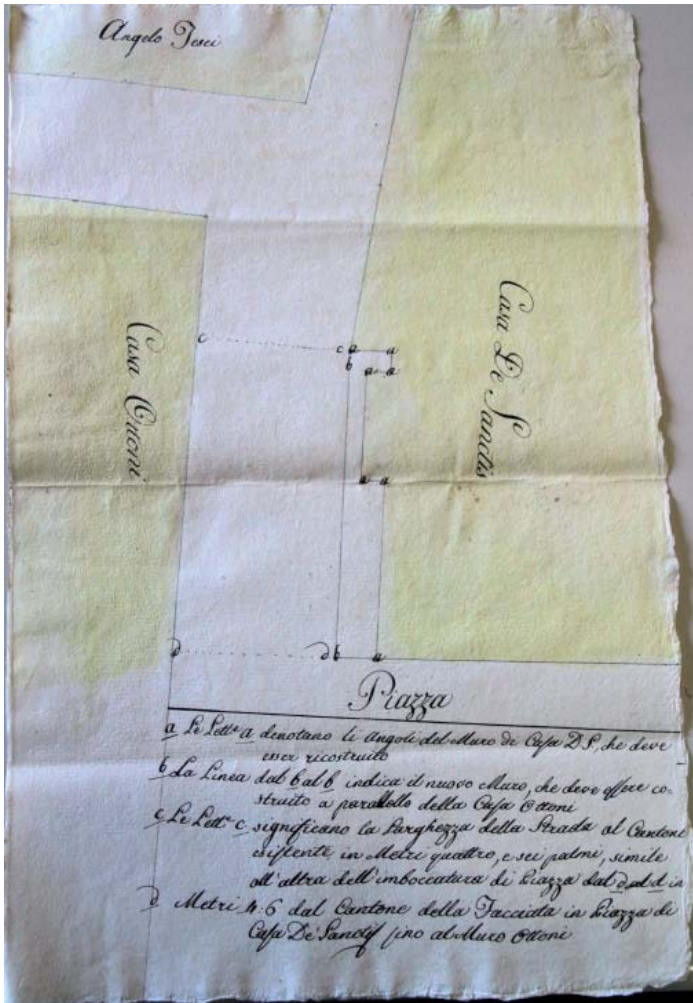 Angelo Tesei
Casa Ottoni
Casa De Sanctis
c
c a a
b a a
a a
d
d b a
Piazza
a Le Lett.e a denotano li angoli del Muro di Casa D S, che deve
esser ricostruito
b La Linea dal b al b indica il nuovo Muro, che deve essere co-
struito a parallello della Casa Ottoni
c Le Lett.e c significano la Larghezza della Strada al Cantone
esistente in Metri quattro, e sei palmi, simile
all'altra dell'imboccatura di Piazza dal d al d in
d Metri 4:6 dal Cantone della Facciata in Piazza di
Casa De' Sanctis fino al Muro Ottoni